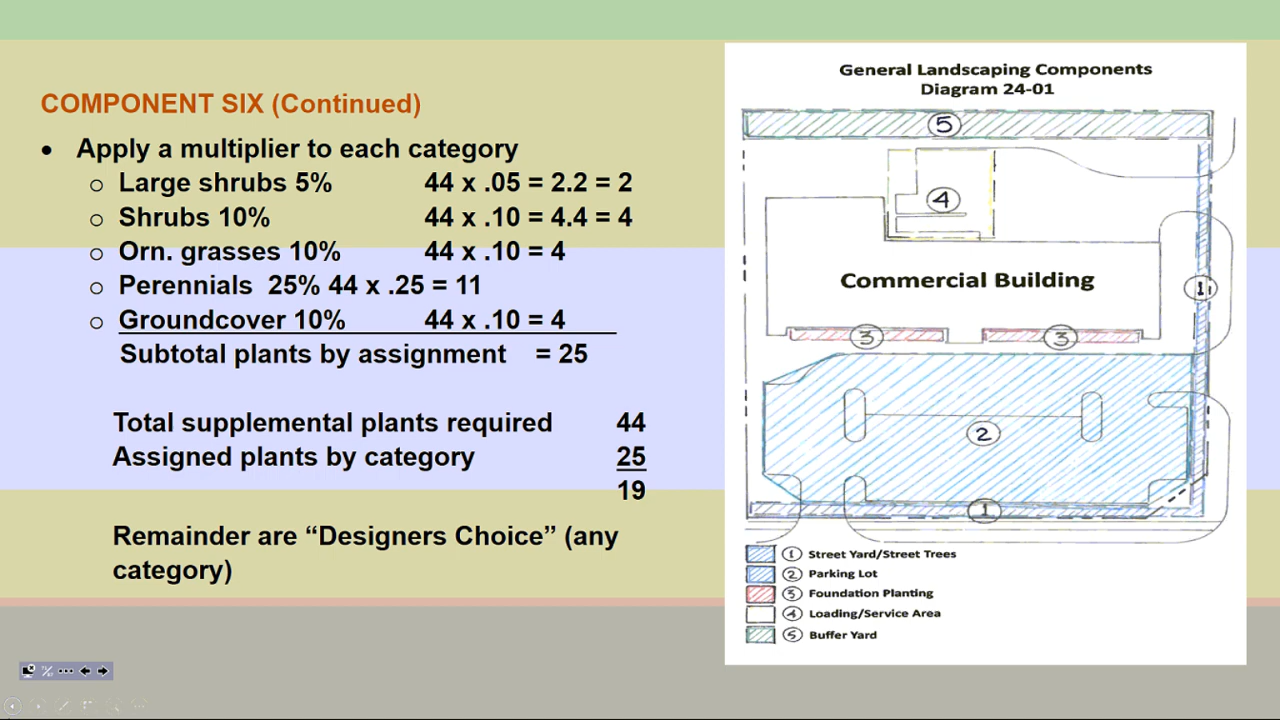 COMPONENT SIX (Continued)
• Apply a multiplier to each category
o Large shrubs 5% 44 x .05 = 2.2 = 2
o Shrubs 10% 44 x .10 = 4.4 = 4
o Orn. grasses 10% 44 x .10 = 4
o Perennials 25% 44 x .25 = 11
o Groundcover 10% 44 x .10 = 4
Subtotal plants by assignment = 25
Total supplemental plants required 44
Assigned plants by category 25
19
Remainder are “Designers Choice” (any
category)
General Landscaping Components
Diagram 24-01
5
4
Commercial Building
1
3 3
2
1
1 Street Yard/Street Trees
2 Parking Lot
3 Foundation Planting
4 Loading/Service Area
5 Buffer Yard